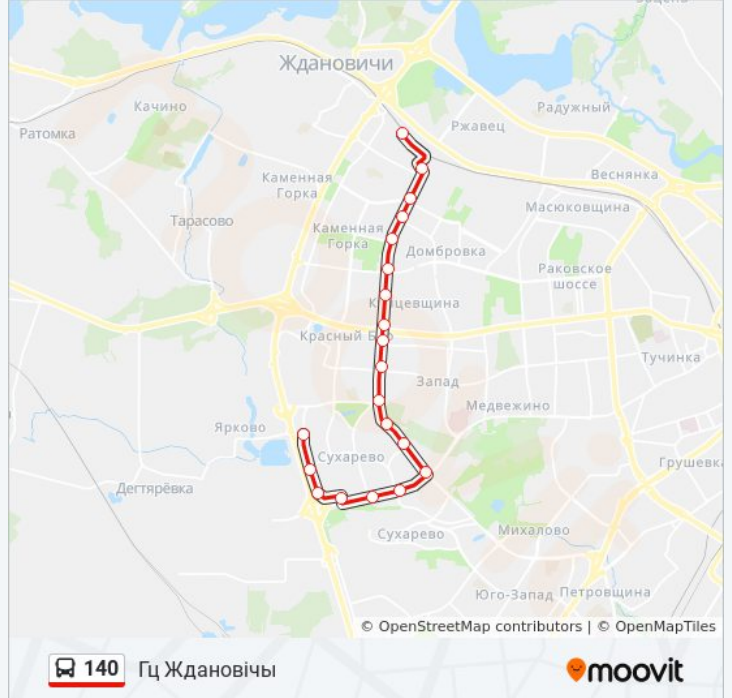 Ждановичи
Качино
Радужный
Ратомка
Ржавец
Веснянка
Каменная
Горка
Масюковщина
Тарасово
Каменная
Горка
Домбровка
Раковское
шоссе
Кунцевщина
Красный Бор
Тучинка
Запад
Медвежино
Ярково
Сухарево
Грушевка
Дегтярёвка
Сухарево
Михалово
Юго-Запад
Петровщина
© OpenStreetMap contributors | © OpenMapTiles
140 Гц Ждановічы
moovit